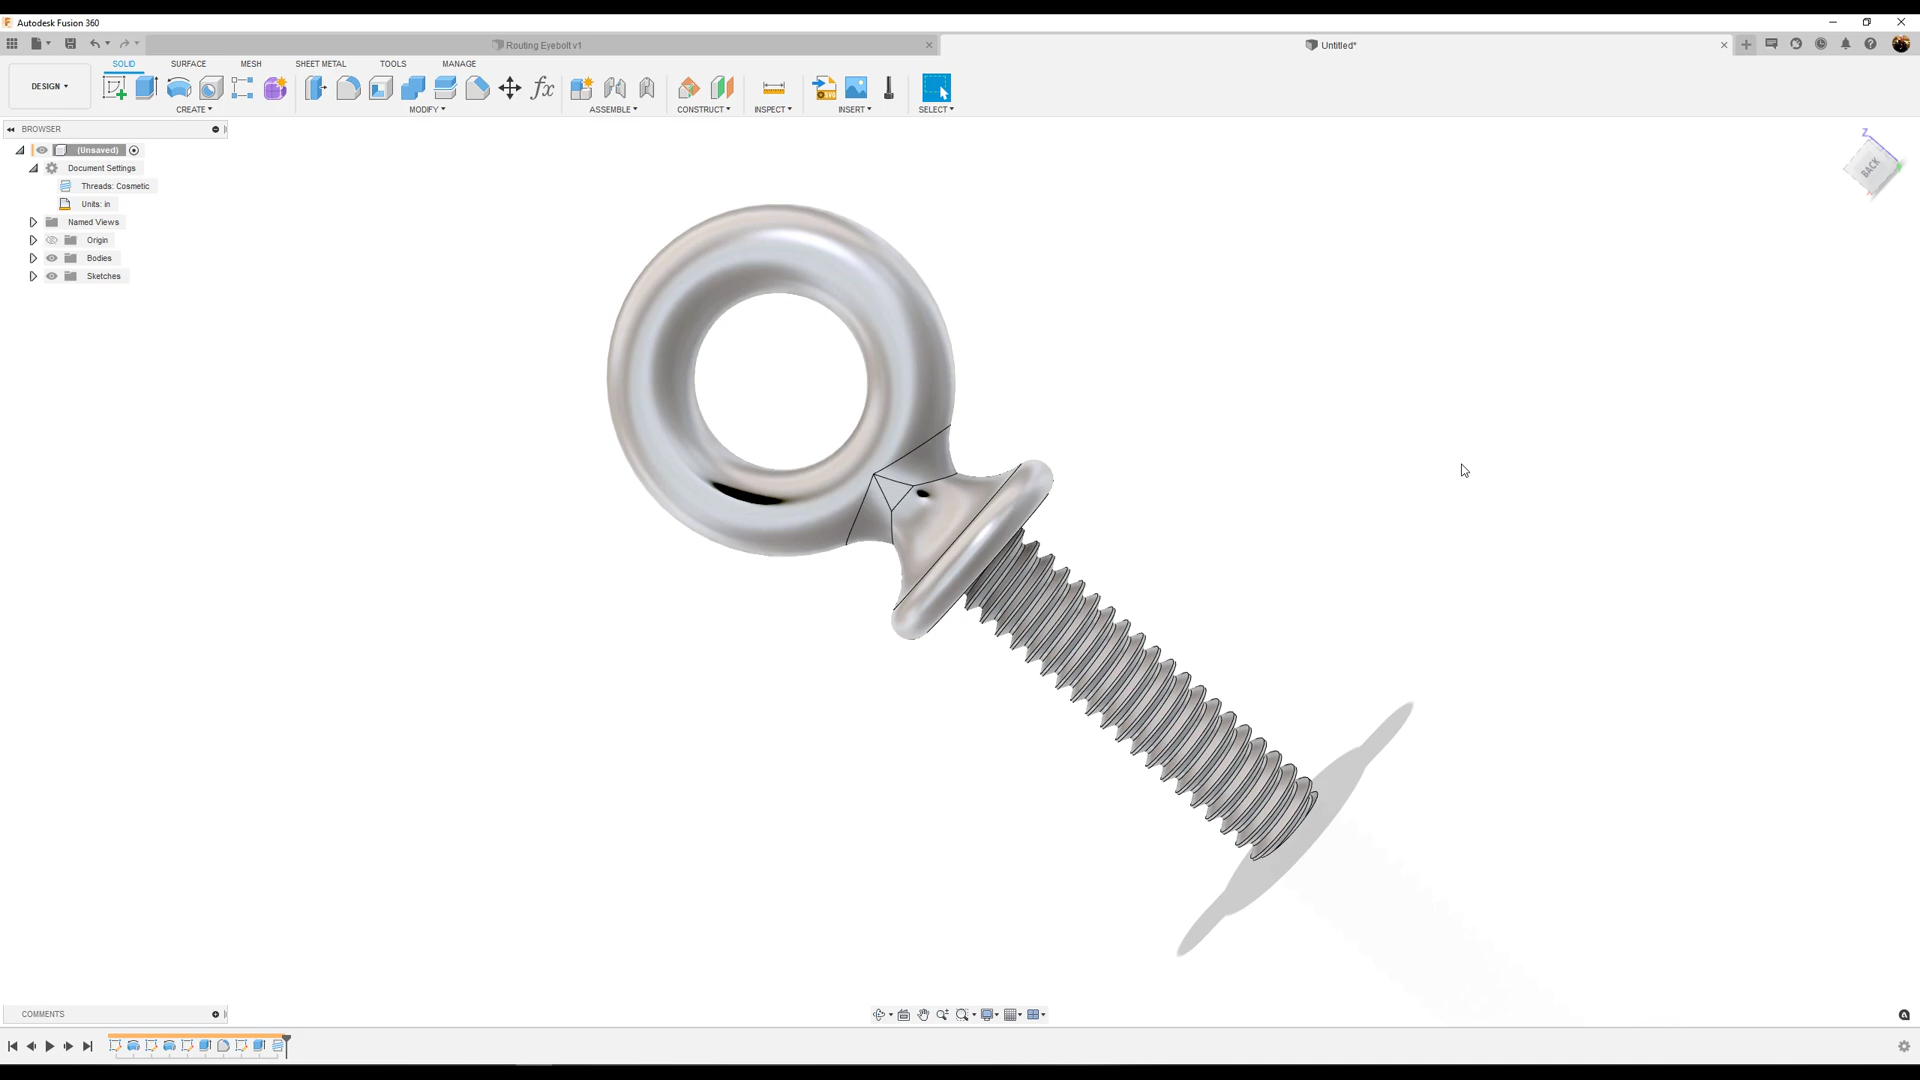 Autodesk Fusion 360
Routing Eyebolt v1
Untitled*
DESIGN
SOLID
SURFACE
MESH
SHEET METAL
TOOLS
MANAGE
CREATE
MODIFY
ASSEMBLE
CONSTRUCT
INSPECT
INSERT
SELECT
BROWSER
(Unsaved)
Document Settings
Threads: Cosmetic
Units: in
Named Views
Origin
Bodies
Sketches
Z
BACK
COMMENTS